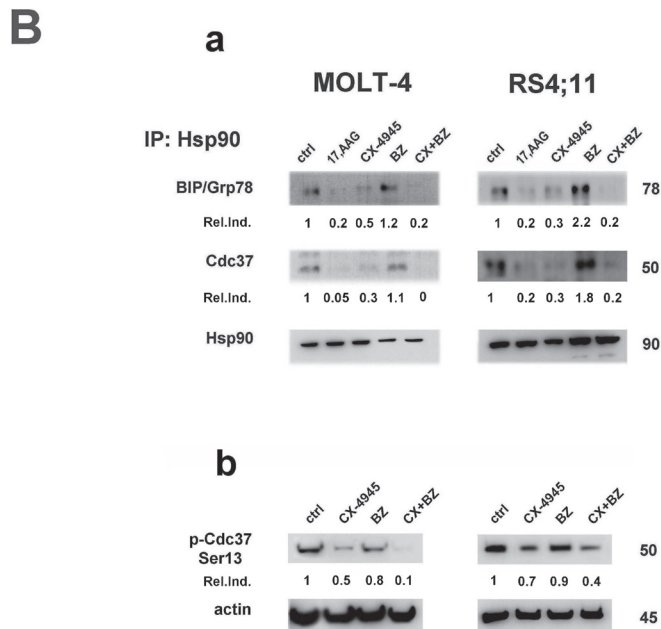 B
a
MOLT-4 RS4;11
IP: Hsp90
ctrl 17,AAG CX-4945 BZ CX+BZ ctrl 17,AAG CX-4945 BZ CX+BZ
BIP/Grp78 78
Rel.Ind. 1 0.2 0.5 1.2 0.2 1 0.2 0.3 2.2 0.2
Cdc37 50
Rel.Ind. 1 0.05 0.3 1.1 0 1 0.2 0.3 1.8 0.2
Hsp90 90
b
ctrl CX-4945 BZ CX+BZ ctrl CX-4945 BZ CX+BZ
p-Cdc37
Ser13 50
Rel.Ind. 1 0.5 0.8 0.1 1 0.7 0.9 0.4
actin 45